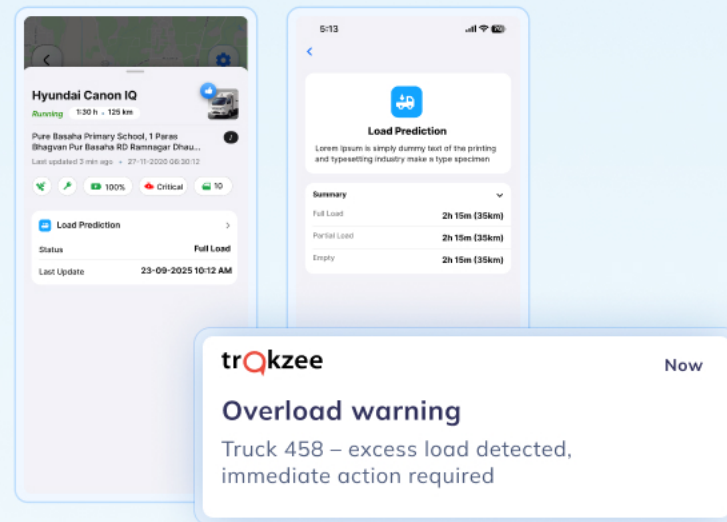 Hyundai Canon IQ
Running 1:30 h . 125 km
Pure Basaha Primary School, 1 Paras
Bhagvan Pur Basaha RD Ramnagar Dhau...
Last updated 3 min ago • 27-11-2020 06:30:12
100% Critical 10
Load Prediction
Status Full Load
Last Update 23-09-2025 10:12 AM
5:13
Load Prediction
Lorem Ipsum is simply dummy text of the printing
and typesetting industry make a type specimen
Summary
Full Load 2h 15m (35km)
Partial Load 2h 15m (35km)
Empty 2h 15m (35km)
trakzee Now
Overload warning
Truck 458 – excess load detected,
immediate action required